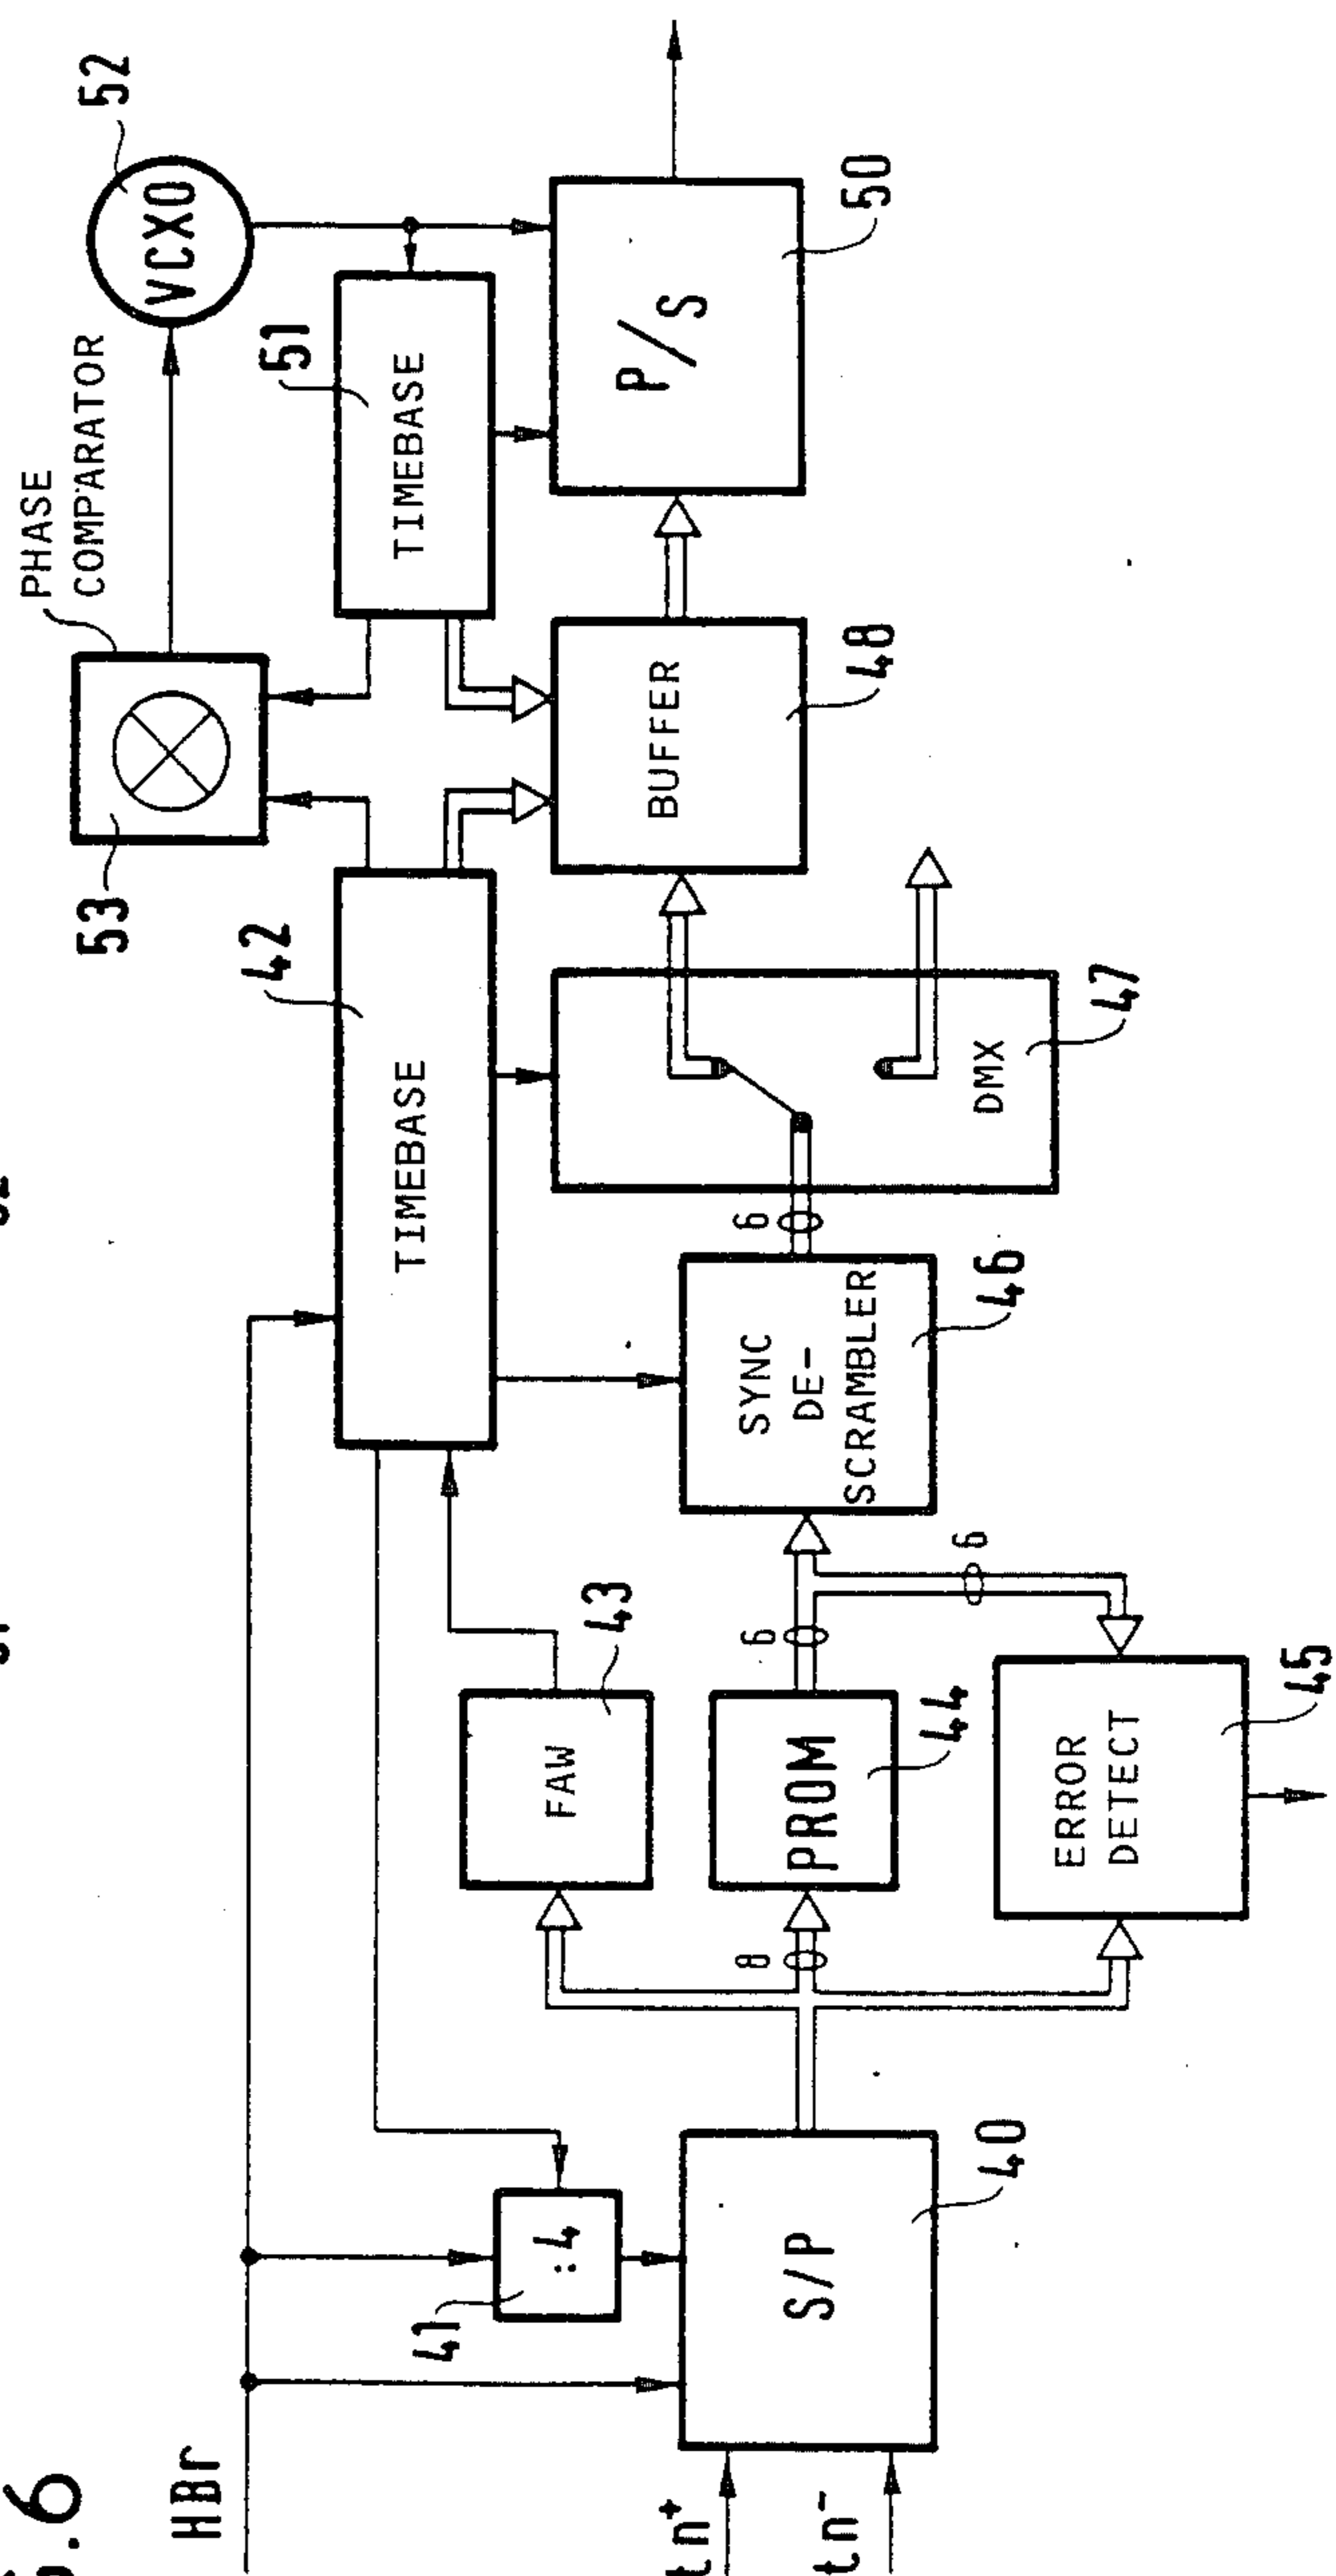 .6
HBr
tn+
tn-
41
:4
S/P
40
8
FAW
43
PROM
44
ERROR
DETECT
45
6
6
SYNC
DE-
SCRAMBLER
46
6
TIMEBASE
42
DMX
47
BUFFER
48
53
PHASE
COMPARATOR
TIMEBASE
51
VCXO
52
P/S
50